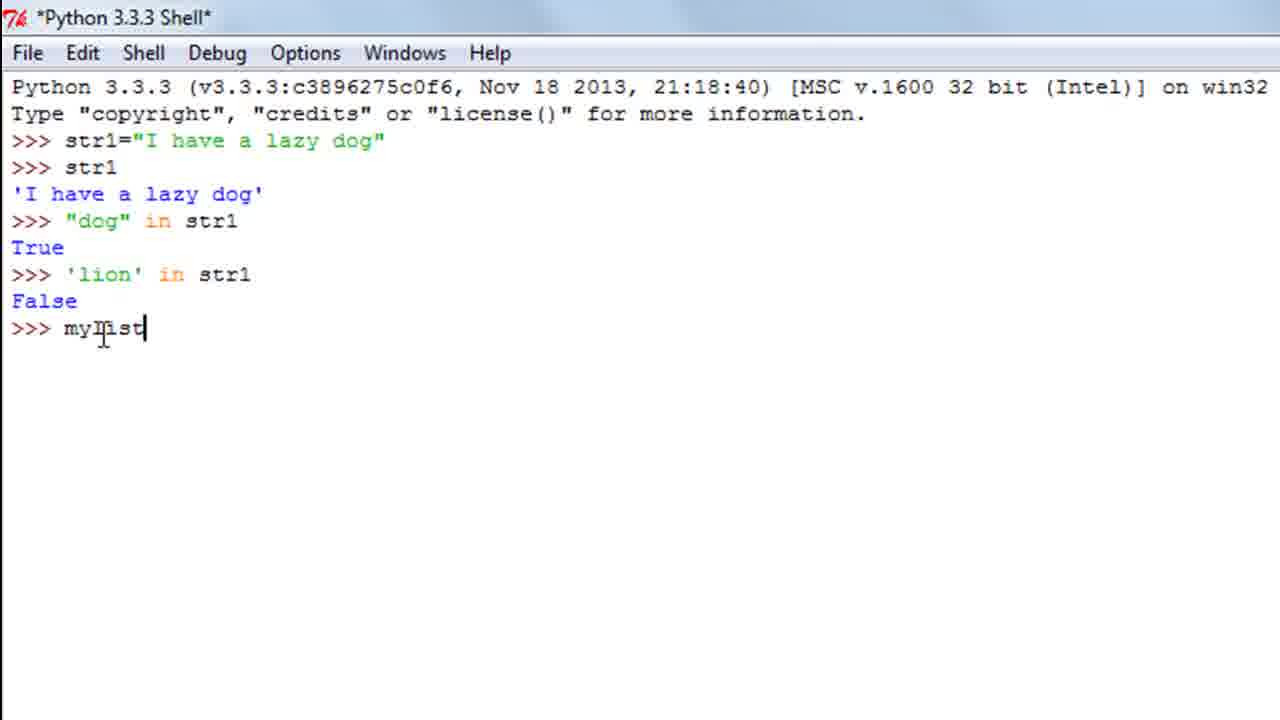 *Python 3.3.3 Shell*
File Edit Shell Debug Options Windows Help
Python 3.3.3 (v3.3.3:c3896275c0f6, Nov 18 2013, 21:18:40) [MSC v.1600 32 bit (Intel)] on win32
Type "copyright", "credits" or "license()" for more information.
>>> str1="I have a lazy dog"
>>> str1
'I have a lazy dog'
>>> "dog" in str1
True
>>> 'lion' in str1
False
>>> mylist